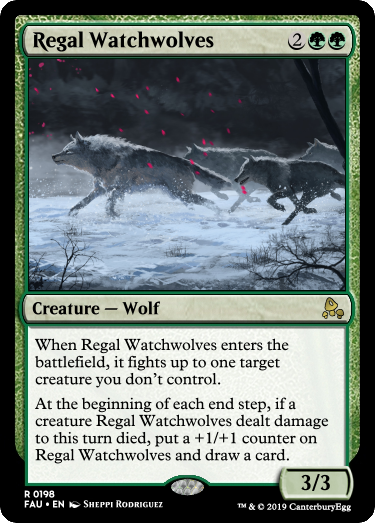 Regal Watchwolves 2
Creature — Wolf
When Regal Watchwolves enters the
battlefield, it fights up to one target
creature you don't control.
At the beginning of each end step, if a
creature Regal Watchwolves dealt damage
to this turn died, put a +1/+1 counter on
Regal Watchwolves and draw a card.
3/3
R 0198
FAU • EN Sheppi Rodriguez
™ & © 2019 CanterburyEgg